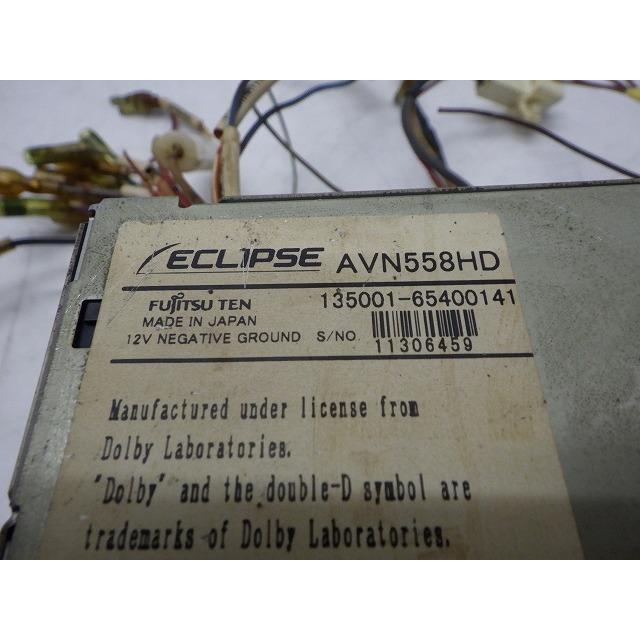 ECLIPSE AVN558HD
FUJITSU TEN 135001-65400141
MADE IN JAPAN
12V NEGATIVE GROUND S/NO.
11306459
Manufactured under license from
Dolby Laboratories.
"Dolby" and the double-D symbol are
trademarks of Dolby Laboratories.